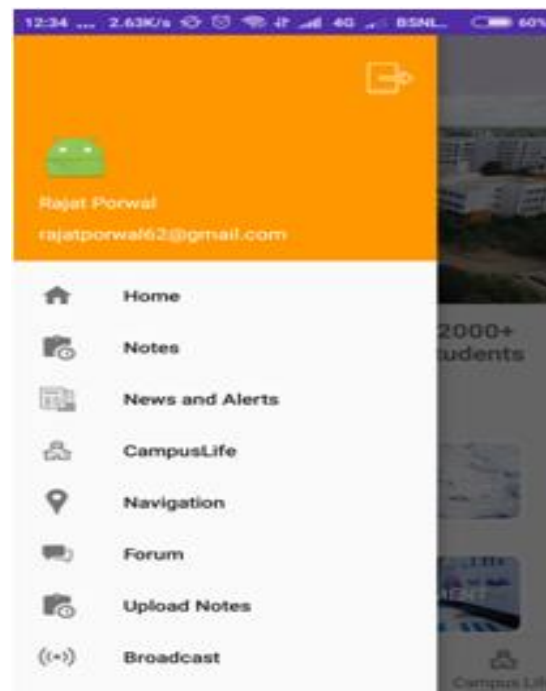 12:34 ... 2.63K/s 4G BSNL... 60%
Rajat Porwal
rajatporwal62@gmail.com
Home
Notes
News and Alerts
CampusLife
Navigation
Forum
Upload Notes
Broadcast
2000+
tudents
Campus Lif